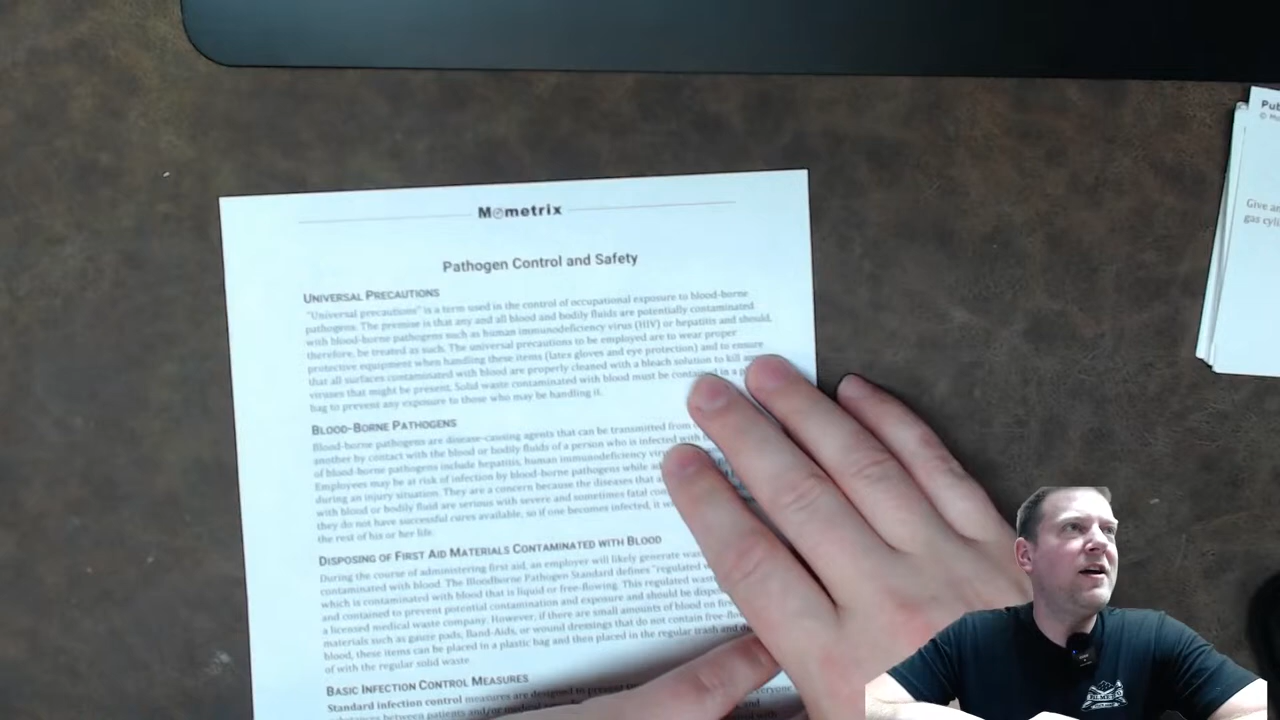 Mometrix
Pathogen Control and Safety
UNIVERSAL PRECAUTIONS
"Universal precautions" is a term used in the control of occupational exposure to blood-borne
pathogens. The premise is that any and all blood and bodily fluids are potentially contaminated
with blood-borne pathogens such as human immunodeficiency virus (HIV) or hepatitis and should,
therefore, be treated as such. The universal precautions to be employed are to wear proper
protective equipment when handling these items (latex gloves and eye protection) and to ensure
that all surfaces contaminated with blood are properly cleaned with a bleach solution to kill any
viruses that might be present. Solid waste contaminated with blood must be contained in a
bag to prevent any exposure to those who may be handling it.
BLOOD-BORNE PATHOGENS
Blood-borne pathogens are disease-causing agents that can be transmitted from
another by contact with the blood or bodily fluids of a person who is infected with
of blood-borne pathogens include hepatitis, human immunodeficiency
Employees may be at risk of infection by blood-borne pathogens while
during an injury situation. They are a concern because the diseases that
with blood or bodily fluid are serious with severe and sometimes fatal
they do not have successful cures available, so if one becomes infected, it
the rest of his or her life.
DISPOSING OF FIRST AID MATERIALS CONTAMINATED WITH BLOOD
During the course of administering first aid, an employer will likely generate
contaminated with blood. The Bloodborne Pathogen Standard defines "regulated
which is contaminated with blood that is liquid or free-flowing. This regulated
and contained to prevent potential contamination and exposure and should be
a licensed medical waste company. However, if there are small amounts of blood on
materials such as gauze pads, Band-Aids, or wound dressings that do not contain
blood, these items can be placed in a plastic bag and then placed in the regular trash and
of with the regular solid waste
BASIC INFECTION CONTROL MEASURES
Standard infection control measures are designed to prevent
everyone
substances between patients and/or medical
and
Give
gas